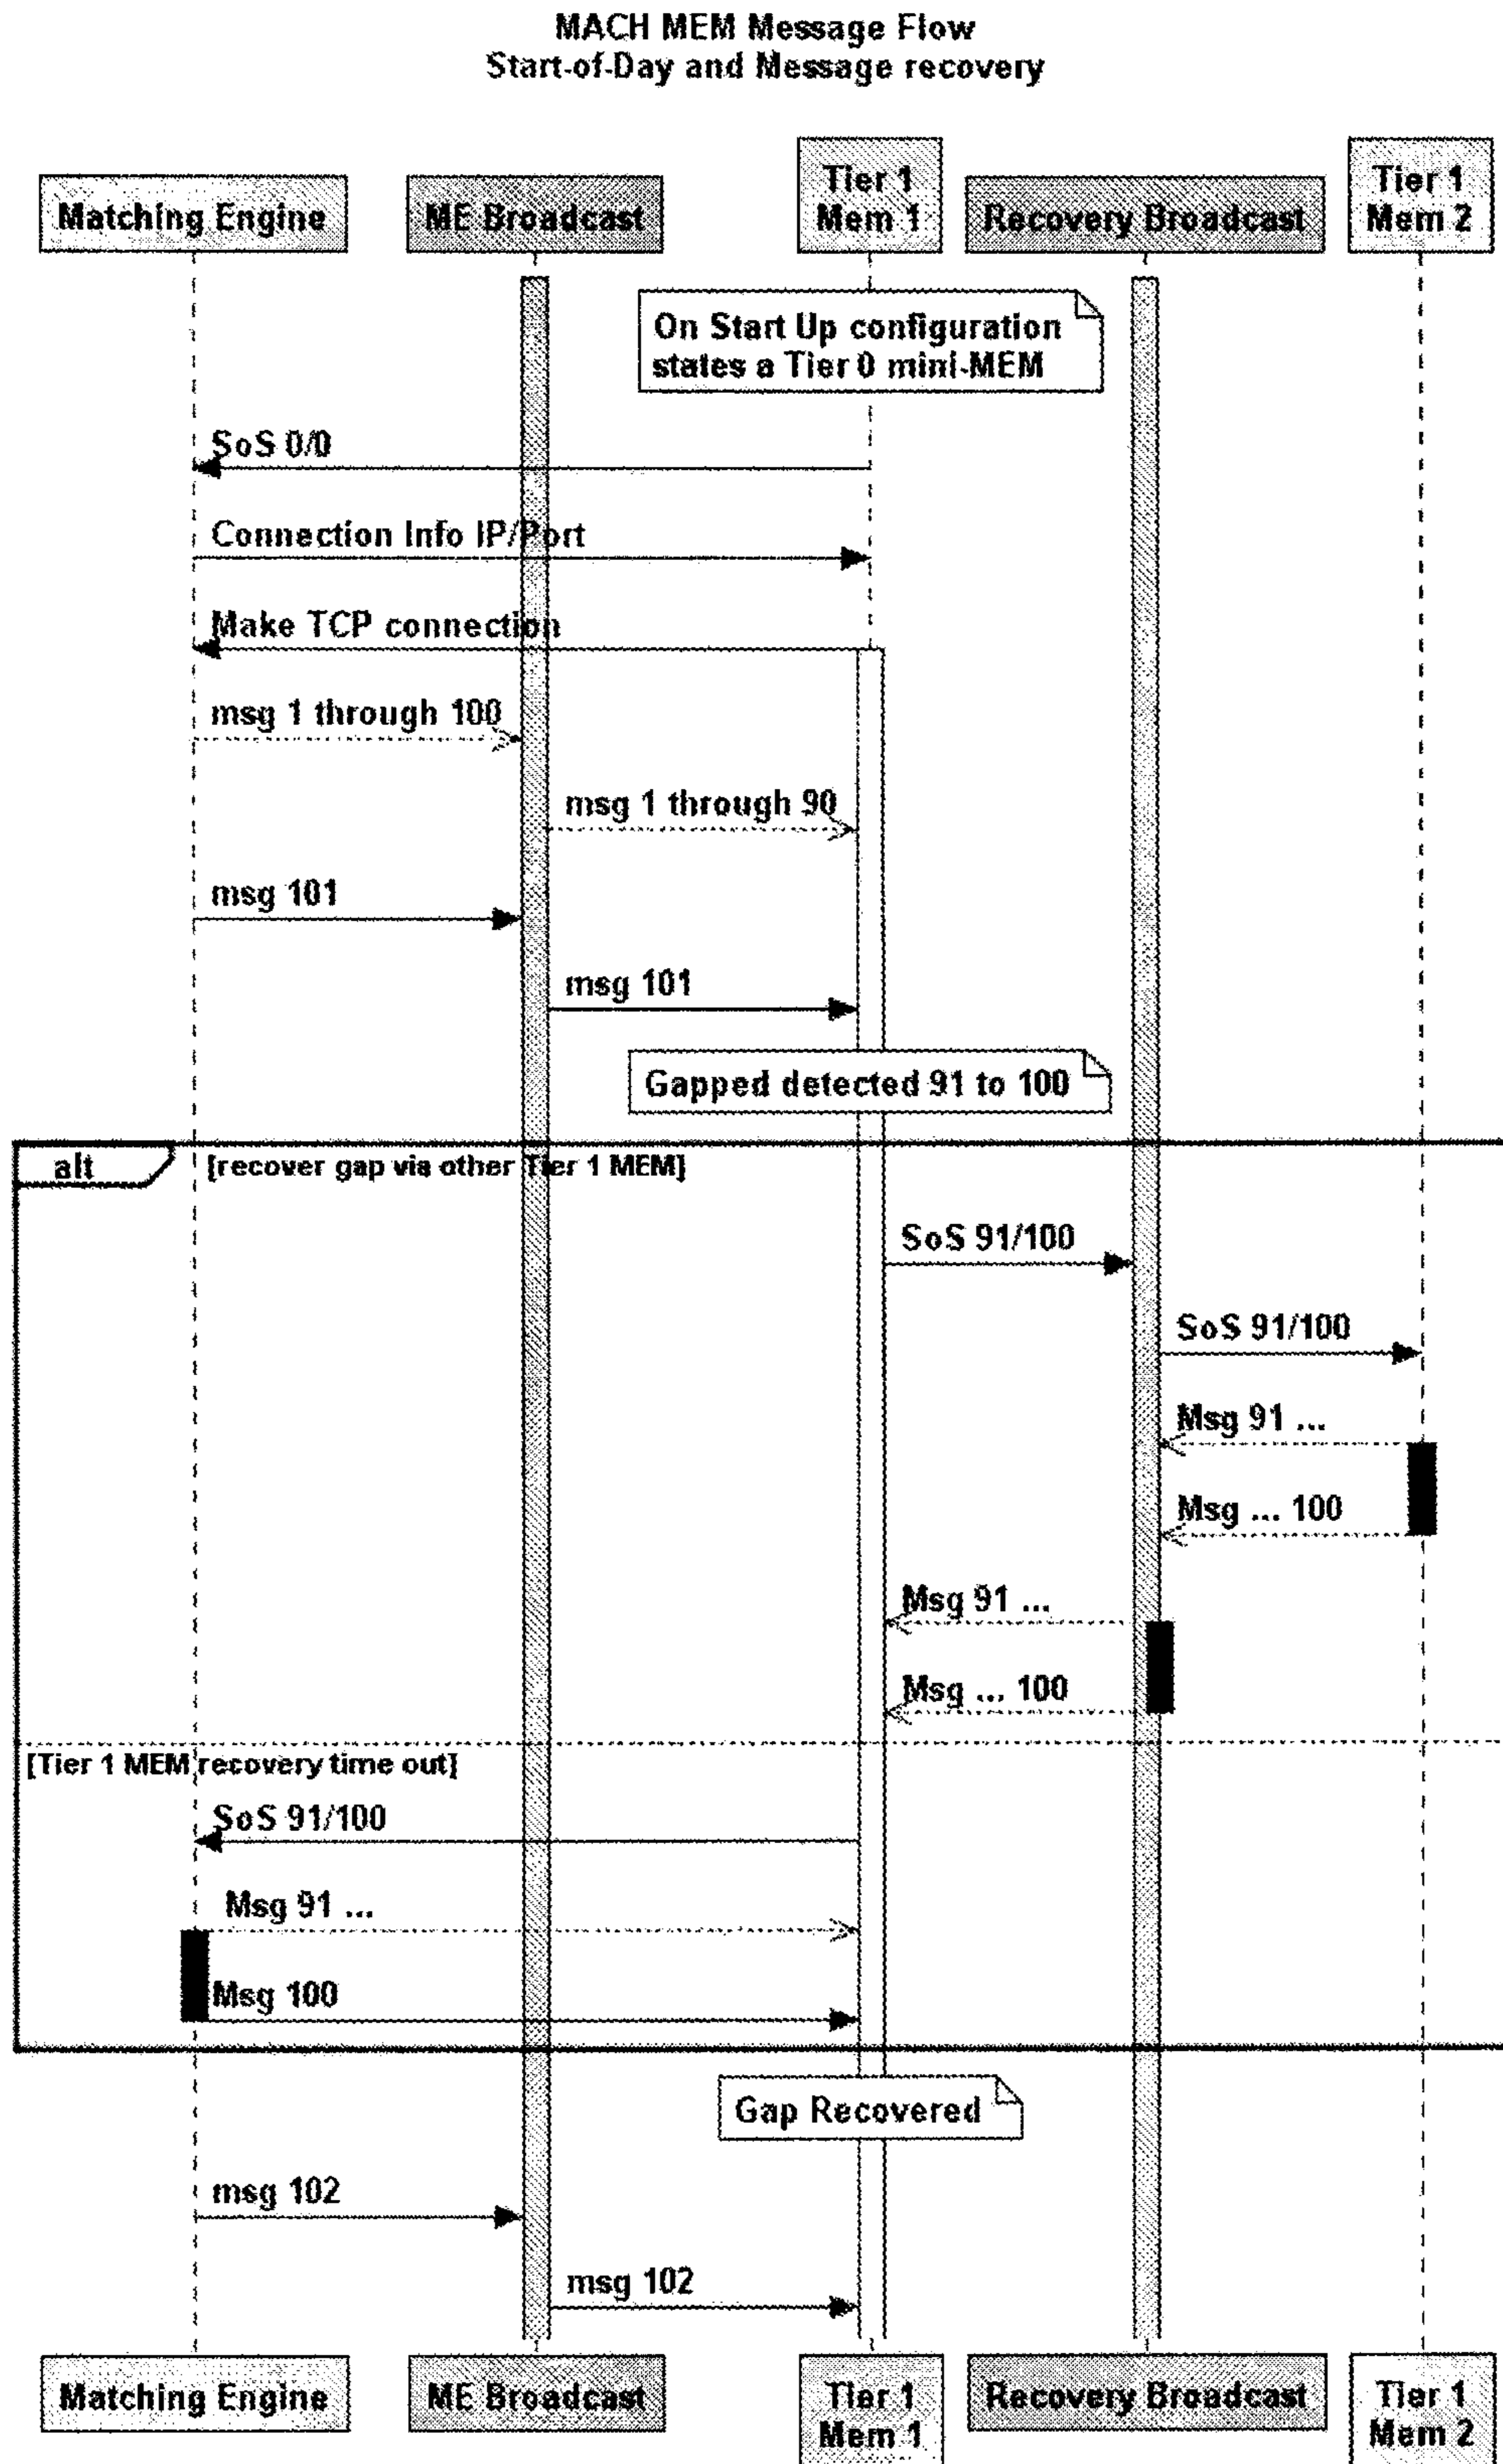 MACH MEM Message Flow
Start-of-Day and Message recovery
Matching Engine
ME Broadcast
Tier 1
Mem 1
Recovery Broadcast
Tier 1
Mem 2
On Start Up configuration
states a Tier 0 mini-MEM
SoS 0/0
Connection Info IP/Port
Make TCP connection
msg 1 through 100
msg 1 through 90
msg 101
msg 101
Gapped detected 91 to 100
alt
[recover gap via other Tier 1 MEM]
SoS 91/100
SoS 91/100
Msg 91 ...
Msg ... 100
Msg 91 ...
Msg ... 100
[Tier 1 MEM recovery time out]
SoS 91/100
Msg 91 ...
Msg 100
Gap Recovered
msg 102
msg 102
Matching Engine
ME Broadcast
Tier 1
Mem 1
Recovery Broadcast
Tier 1
Mem 2